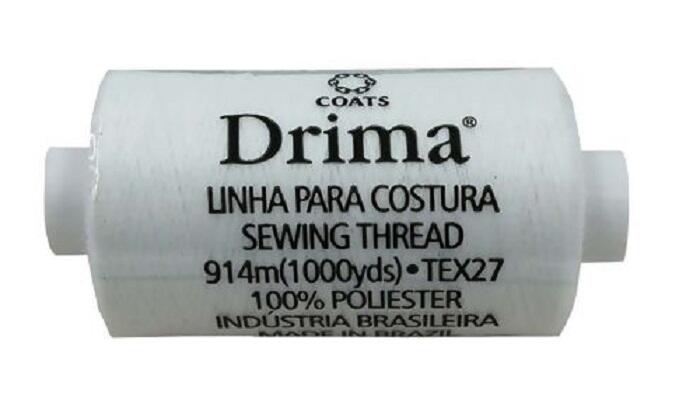 COATS
Drima®
LINHA PARA COSTURA
SEWING THREAD
914m(1000yds)•TEX27
100% POLIESTER
INDÚSTRIA BRASILEIRA
MADE IN BRAZIL